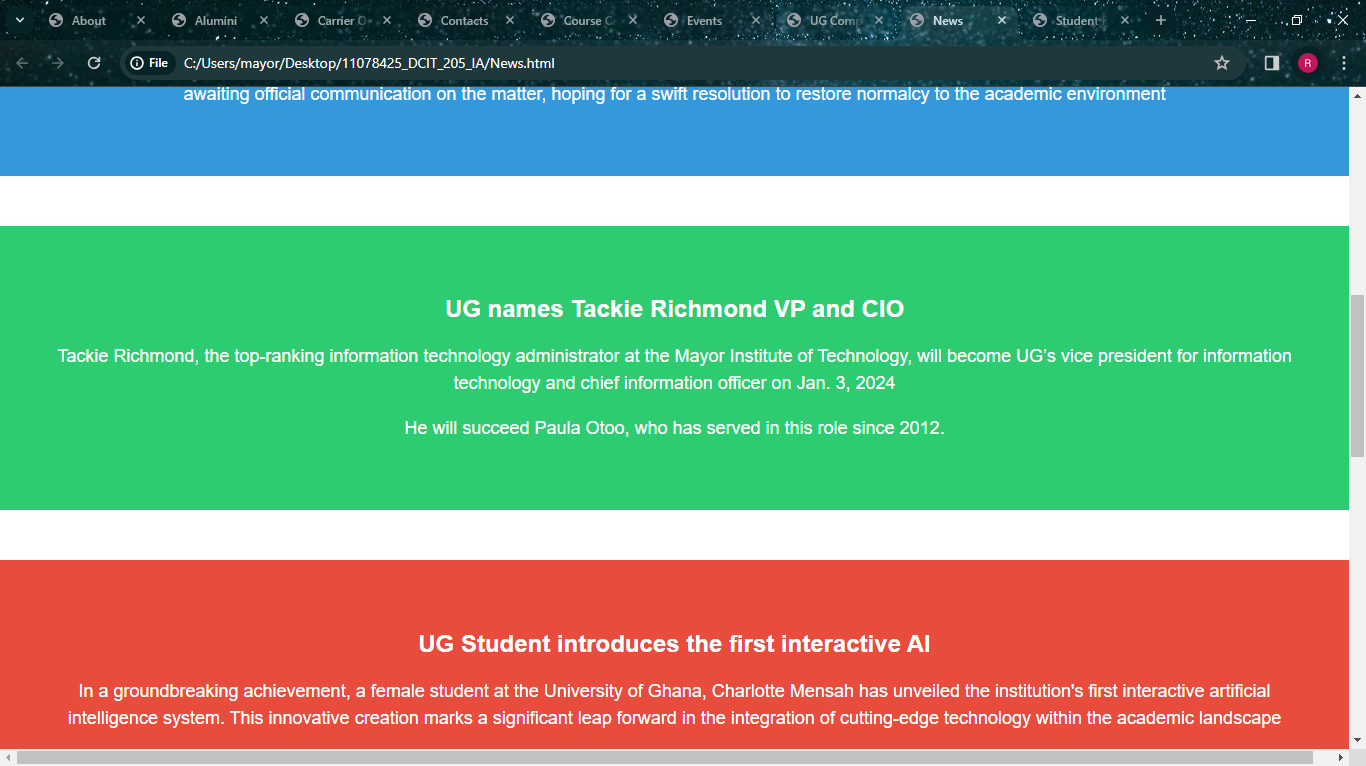 About
Alumini
Carrier O
Contacts
Course C
Events
UG Com
News
Student
File
C:/Users/mayor/Desktop/11078425_DCIT_205_IA/News.html
R
awaiting official communication on the matter, hoping for a swift resolution to restore normalcy to the academic environment
UG names Tackie Richmond VP and CIO
Tackie Richmond, the top-ranking information technology administrator at the Mayor Institute of Technology, will become UG's vice president for information
technology and chief information officer on Jan. 3, 2024
He will succeed Paula Otoo, who has served in this role since 2012.
UG Student introduces the first interactive AI
In a groundbreaking achievement, a female student at the University of Ghana, Charlotte Mensah has unveiled the institution's first interactive artificial
intelligence system. This innovative creation marks a significant leap forward in the integration of cutting-edge technology within the academic landscape